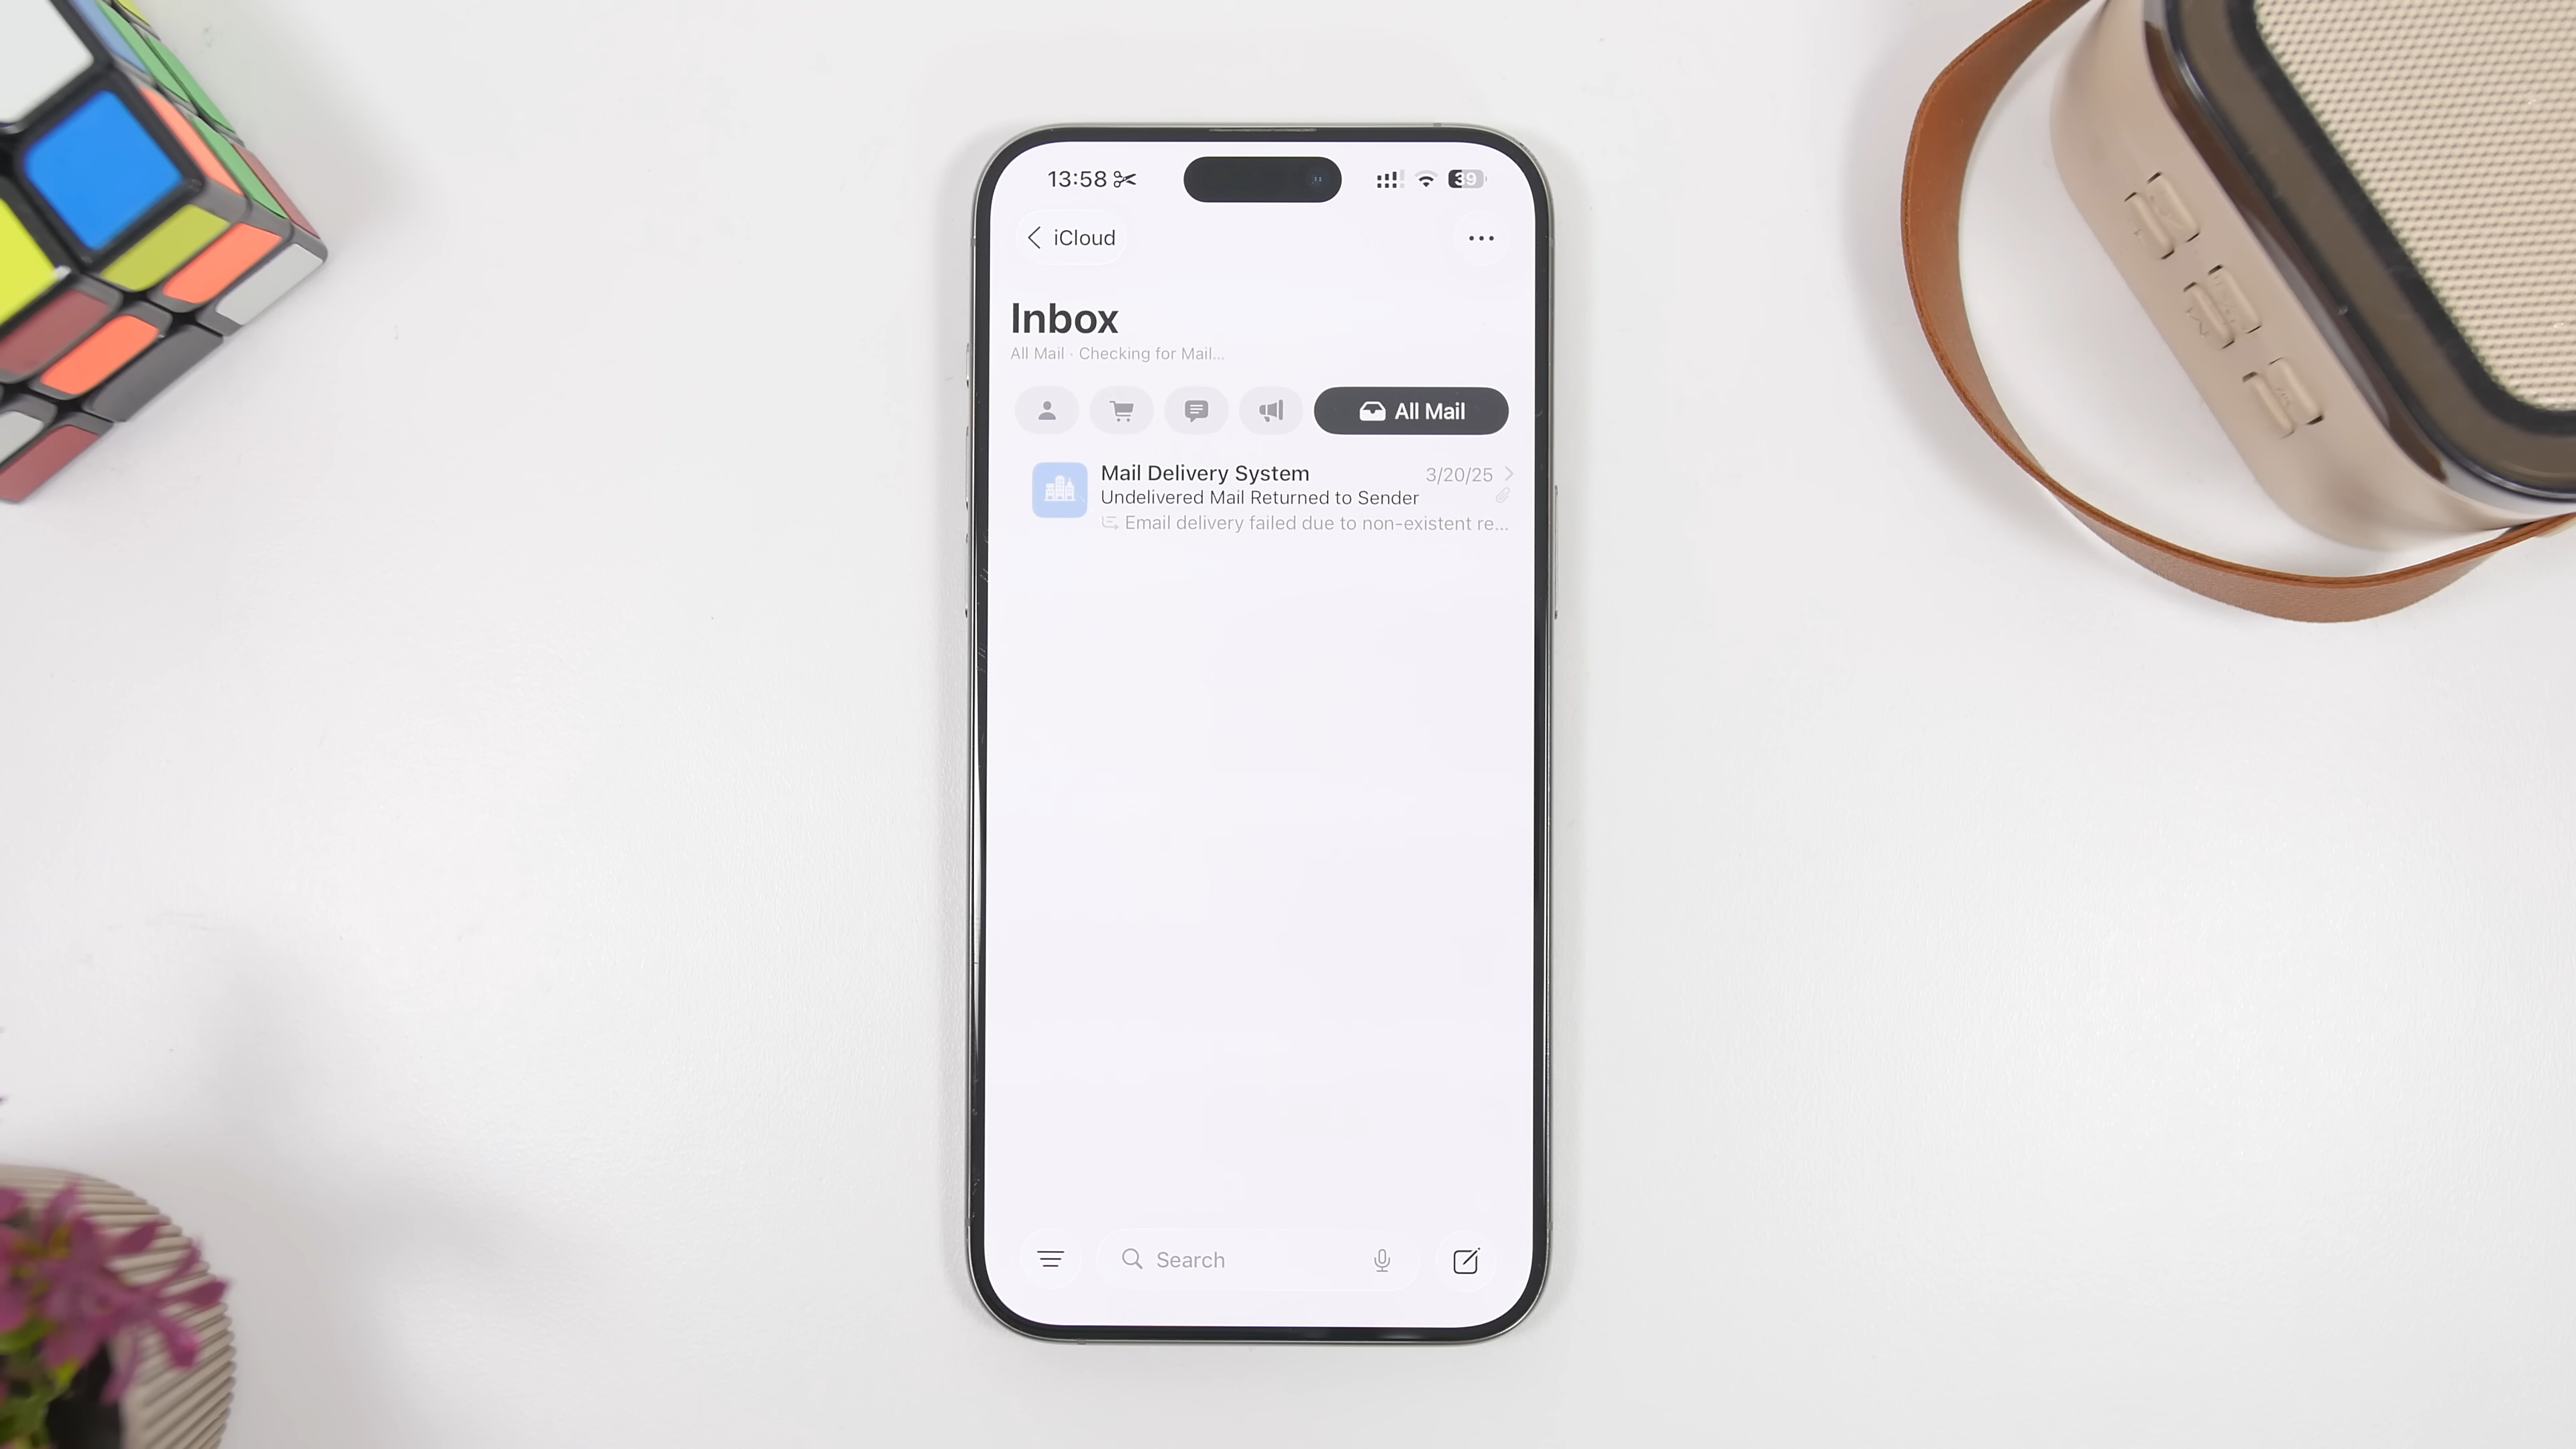 13:58
39
iCloud
Inbox
All Mail · Checking for Mail...
All Mail
Mail Delivery System
3/20/25
Undelivered Mail Returned to Sender
Email delivery failed due to non-existent re...
Search